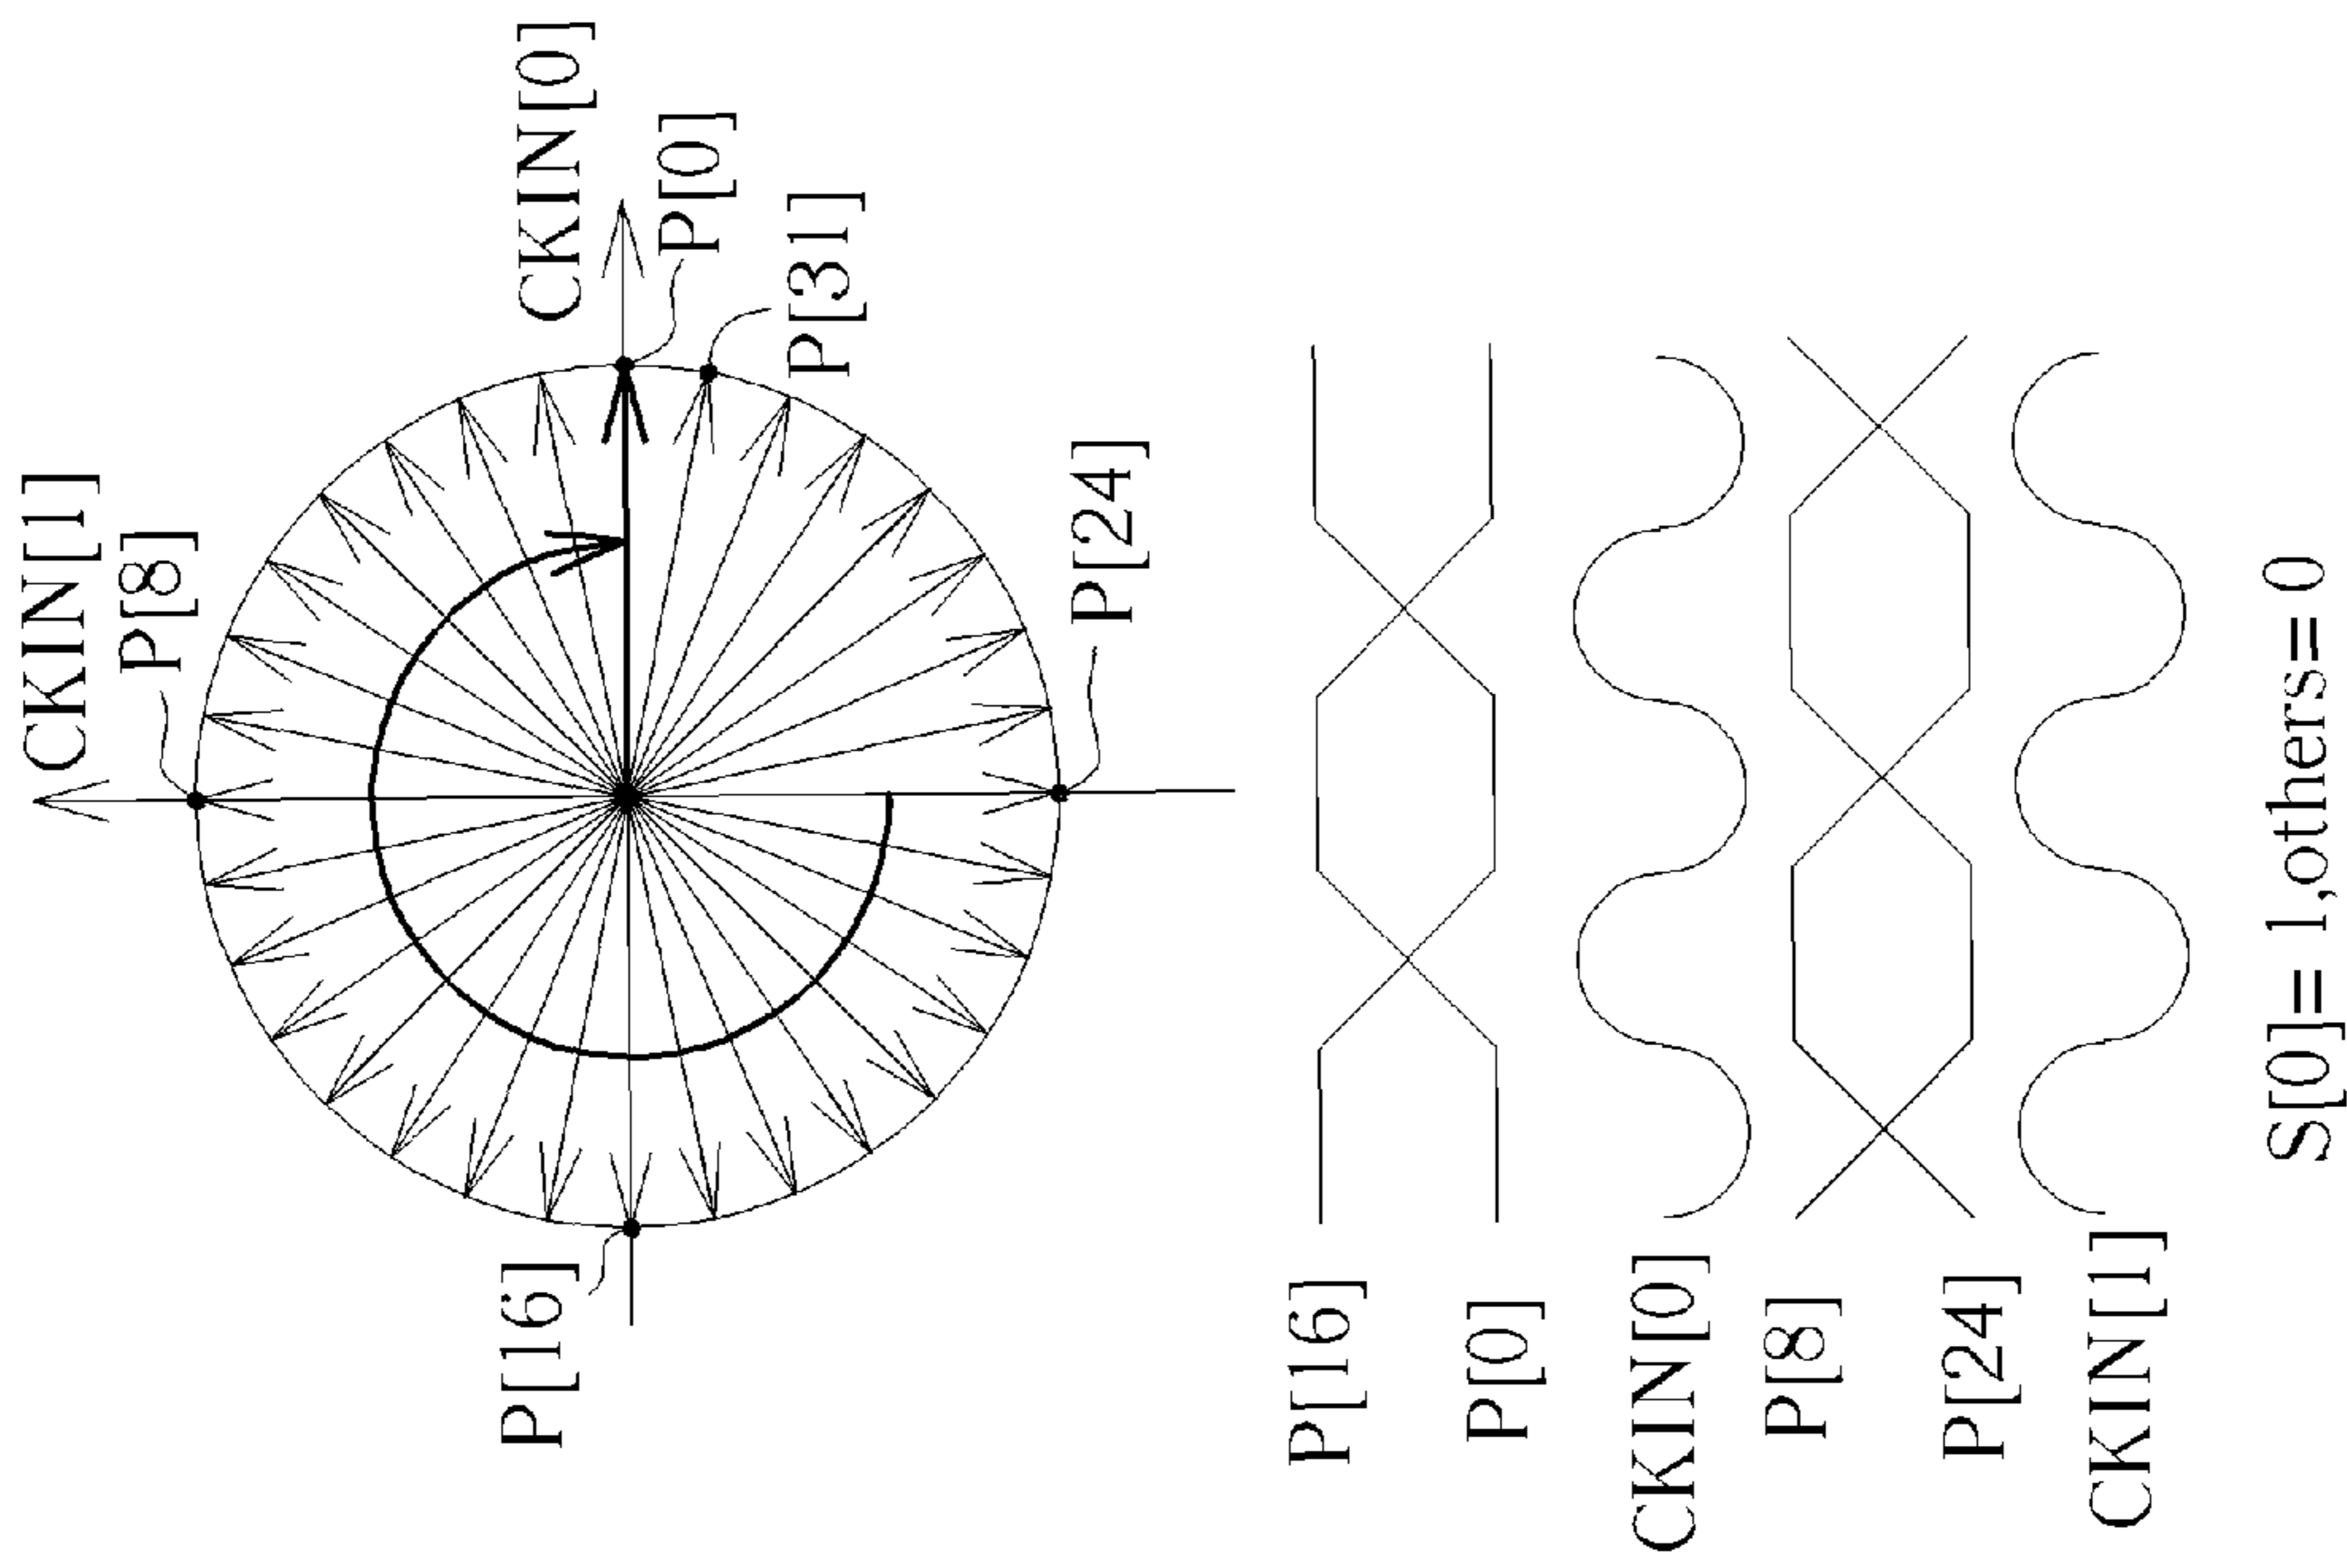 CKIN[1]
P[8]
CKIN[0]
P[0]
P[31]
P[24]
P[16]
P[16]
P[0]
CKIN[0]
P[8]
P[24]
CKIN[1]
S[0]=1,others=0